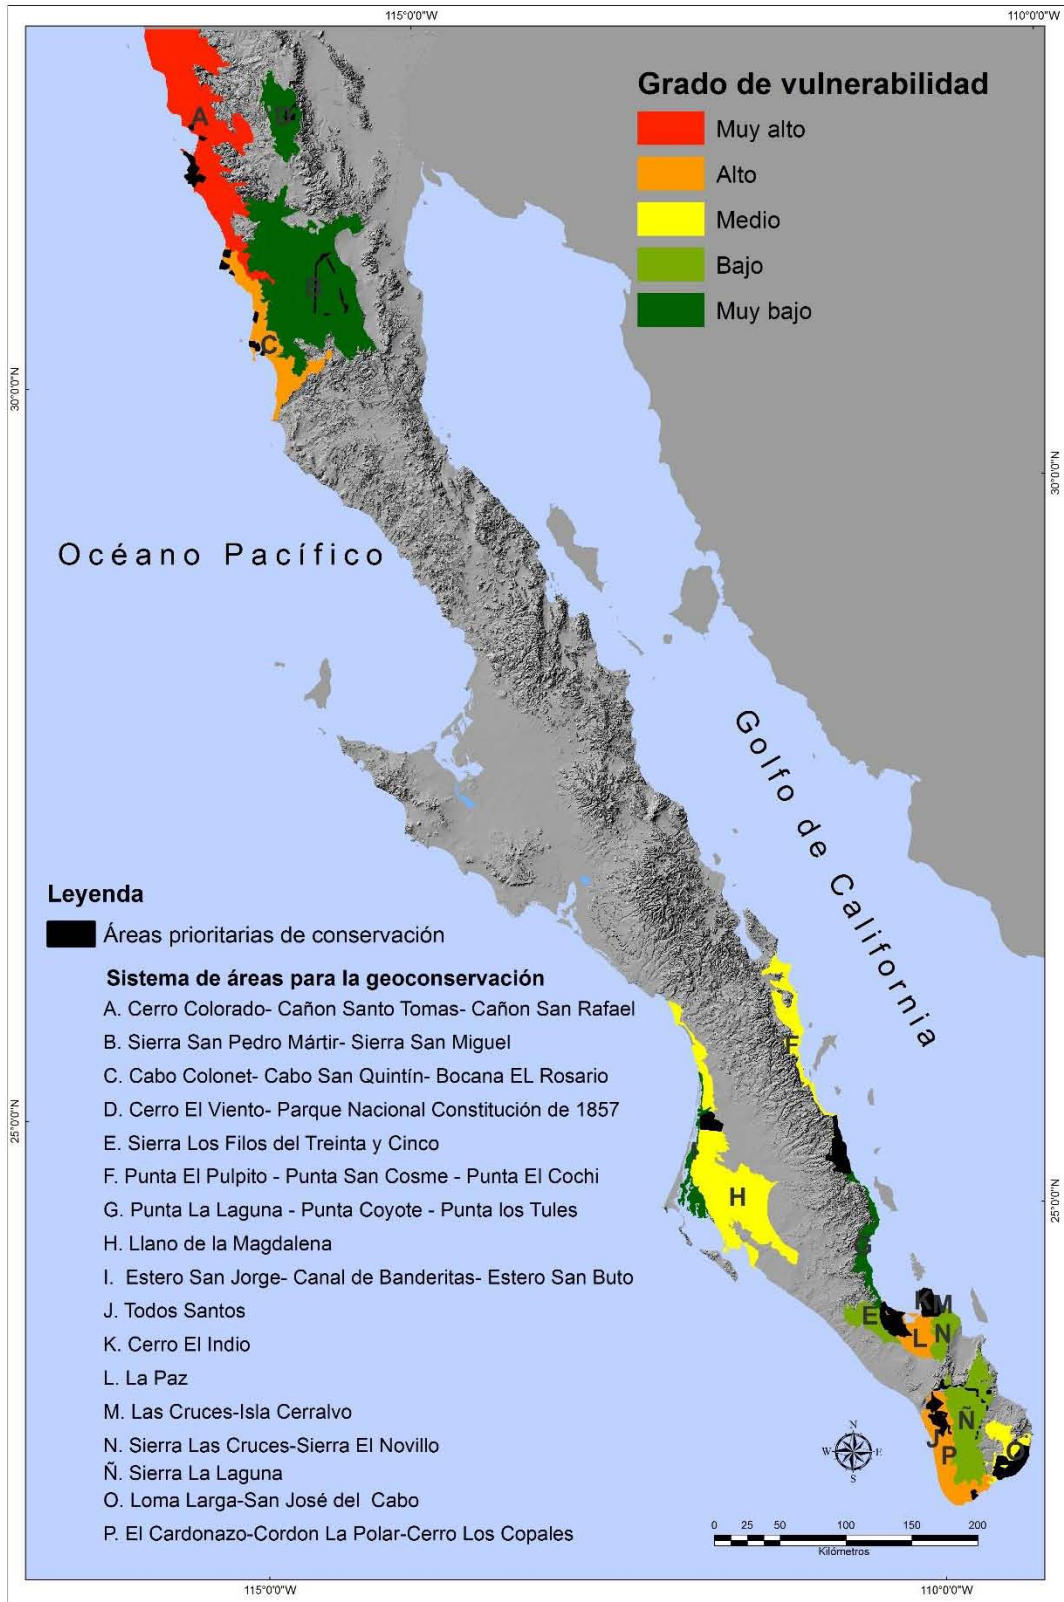 115°0'0"W
110°0'0"W
Grado de vulnerabilidad
Muy alto
Alto
Medio
Bajo
Muy bajo
A
D
B
C
30°0'0"N
30°0'0"N
Océano Pacífico
Golfo de California
Leyenda
Áreas prioritarias de conservación
Sistema de áreas para la geoconservación
A. Cerro Colorado- Cañon Santo Tomas- Cañon San Rafael
B. Sierra San Pedro Mártir- Sierra San Miguel
C. Cabo Colonet- Cabo San Quintín- Bocana EL Rosario
D. Cerro El Viento- Parque Nacional Constitución de 1857
E. Sierra Los Filos del Treinta y Cinco
F. Punta El Pulpito - Punta San Cosme - Punta El Cochi
G. Punta La Laguna - Punta Coyote - Punta los Tules
H. Llano de la Magdalena
I. Estero San Jorge- Canal de Banderitas- Estero San Buto
J. Todos Santos
K. Cerro El Indio
L. La Paz
M. Las Cruces-Isla Cerralvo
N. Sierra Las Cruces-Sierra El Novillo
Ñ. Sierra La Laguna
O. Loma Larga-San José del Cabo
P. El Cardonazo-Cordon La Polar-Cerro Los Copales
25°0'0"N
25°0'0"N
F
I
H
G
K
M
E
L
N
J
Ñ
P
O
N
W
E
S
0 25 50 100 150 200
Kilómetros
115°0'0"W
110°0'0"W